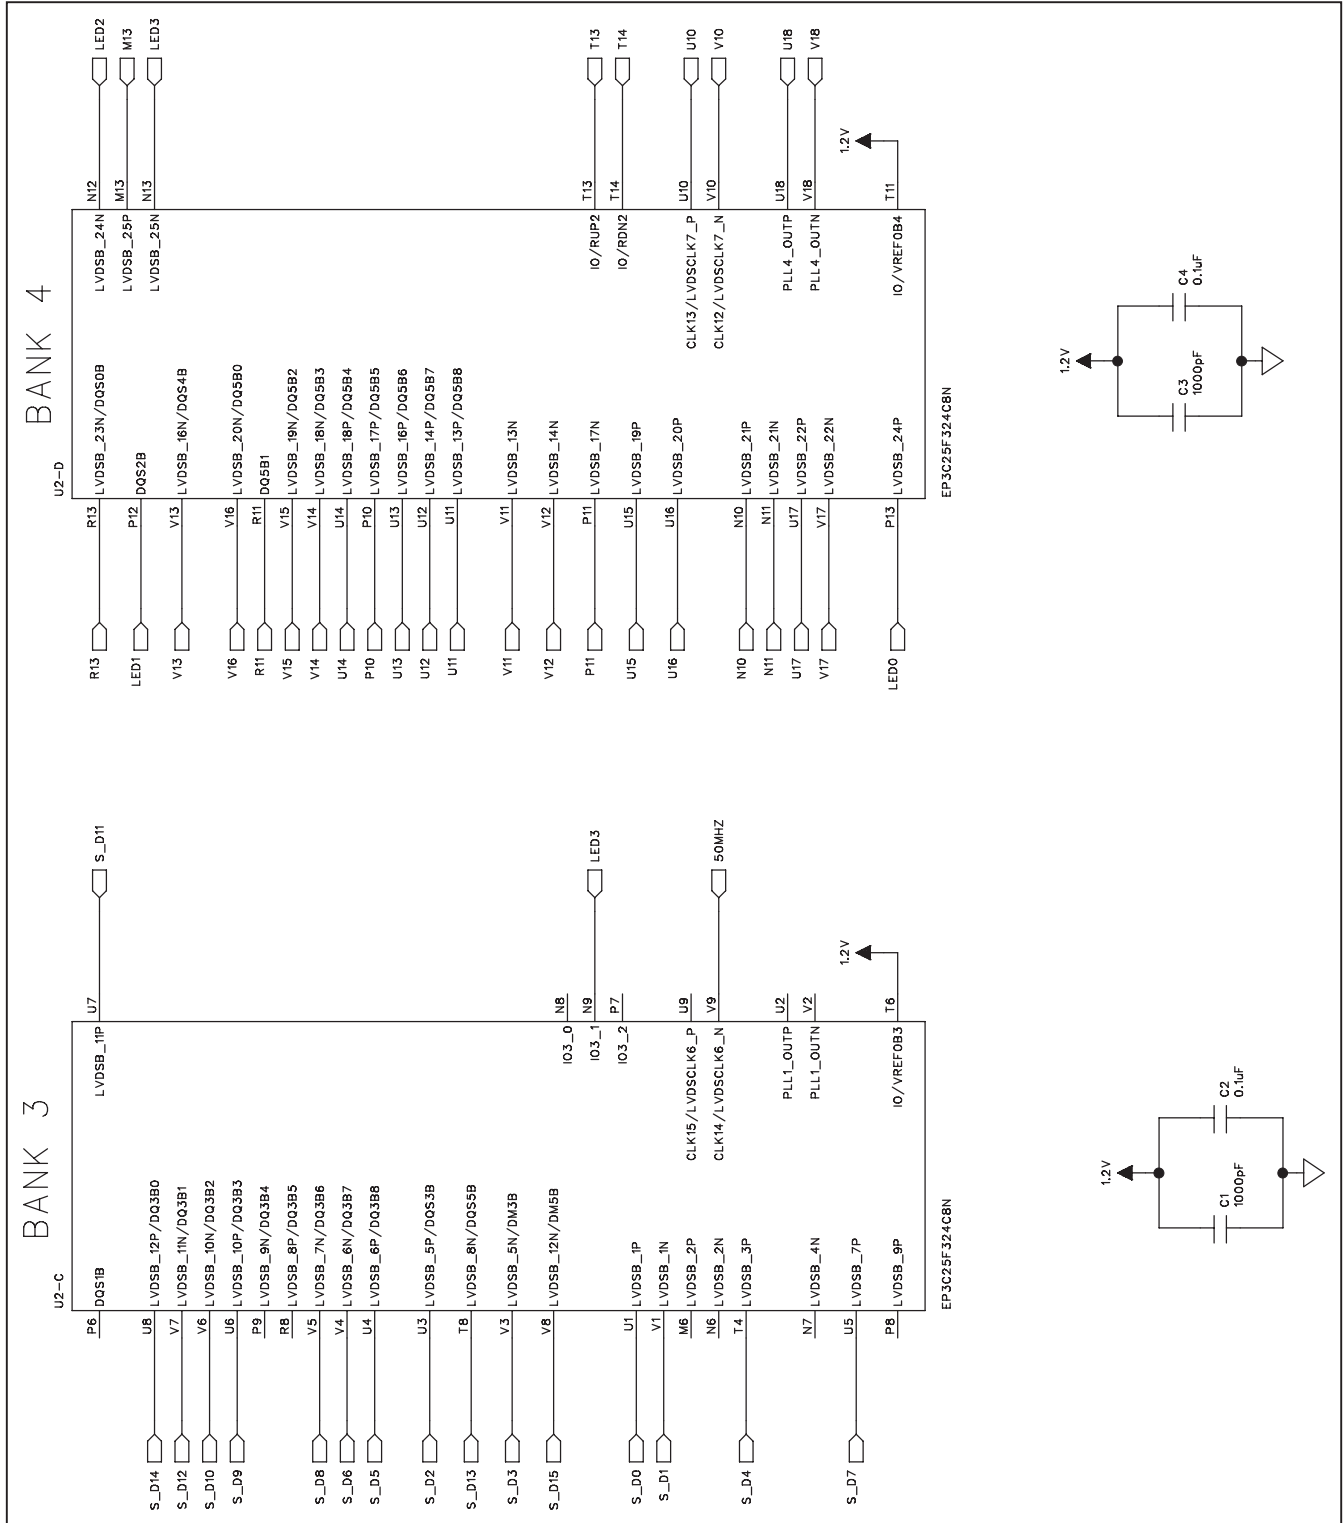 BANK 4
U2-D
R13 R13 LVDSB_23N/DQS0B
LED1 P12 DQS2B
V13 V13 LVDSB_16N/DQS4B
V16 V16 LVDSB_20N/DQ5B0
R11 R11 DQ5B1
V15 V15 LVDSB_19N/DQ5B2
V14 V14 LVDSB_18N/DQ5B3
U14 U14 LVDSB_18P/DQ5B4
P10 P10 LVDSB_17P/DQ5B5
U13 U13 LVDSB_16P/DQ5B6
U12 U12 LVDSB_14P/DQ5B7
U11 U11 LVDSB_13P/DQ5B8
V11 V11 LVDSB_13N
V12 V12 LVDSB_14N
P11 P11 LVDSB_17N
U15 U15 LVDSB_19P
U16 U16 LVDSB_20P
N10 N10 LVDSB_21P
N11 N11 LVDSB_21N
U17 U17 LVDSB_22P
V17 V17 LVDSB_22N
LED0 P13 LVDSB_24P
LVDSB_24N N12 LED2
LVDSB_25P M13 M13
LVDSB_25N N13 LED3
IO/RUP2 T13 T13
IO/RDN2 T14 T14
CLK13/LVDSCLK7_P U10 U10
CLK12/LVDSCLK7_N V10 V10
PLL4_OUTP U18 U18
PLL4_OUTN V18 V18
IO/VREF0B4 T11
1.2V
EP3C25F324C8N
1.2V
C3
1000pF
C4
0.1uF
BANK 3
U2-C
P6 DQS1B
S_D14 U8 LVDSB_12P/DQ3B0
S_D12 V7 LVDSB_11N/DQ3B1
S_D10 V6 LVDSB_10N/DQ3B2
S_D9 U6 LVDSB_10P/DQ3B3
P9 LVDSB_9N/DQ3B4
R8 LVDSB_8P/DQ3B5
S_D8 V5 LVDSB_7N/DQ3B6
S_D6 V4 LVDSB_6N/DQ3B7
S_D5 U4 LVDSB_6P/DQ3B8
S_D2 U3 LVDSB_5P/DQS3B
S_D13 T8 LVDSB_8N/DQS5B
S_D3 V3 LVDSB_5N/DM3B
S_D15 V8 LVDSB_12N/DM5B
S_D0 U1 LVDSB_1P
S_D1 V1 LVDSB_1N
M6 LVDSB_2P
N6 LVDSB_2N
S_D4 T4 LVDSB_3P
N7 LVDSB_4N
S_D7 U5 LVDSB_7P
P8 LVDSB_9P
LVDSB_11P U7 S_D11
IO3_0 N8
IO3_1 N9 LED3
IO3_2 P7
CLK15/LVDSCLK6_P U9
CLK14/LVDSCLK6_N V9 50MHZ
PLL1_OUTP U2
PLL1_OUTN V2
IO/VREF0B3 T6
1.2V
EP3C25F324C8N
1.2V
C1
1000pF
C2
0.1uF